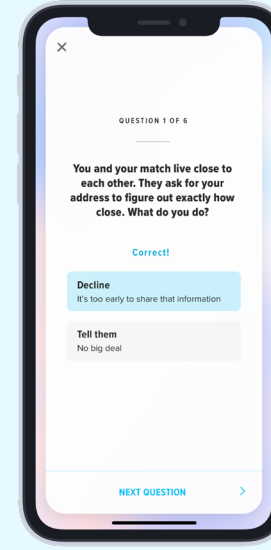 QUESTION 1 OF 6
You and your match live close to
each other. They ask for your
address to figure out exactly how
close. What do you do?
Correct!
Decline
It's too early to share that information
Tell them
No big deal
NEXT QUESTION